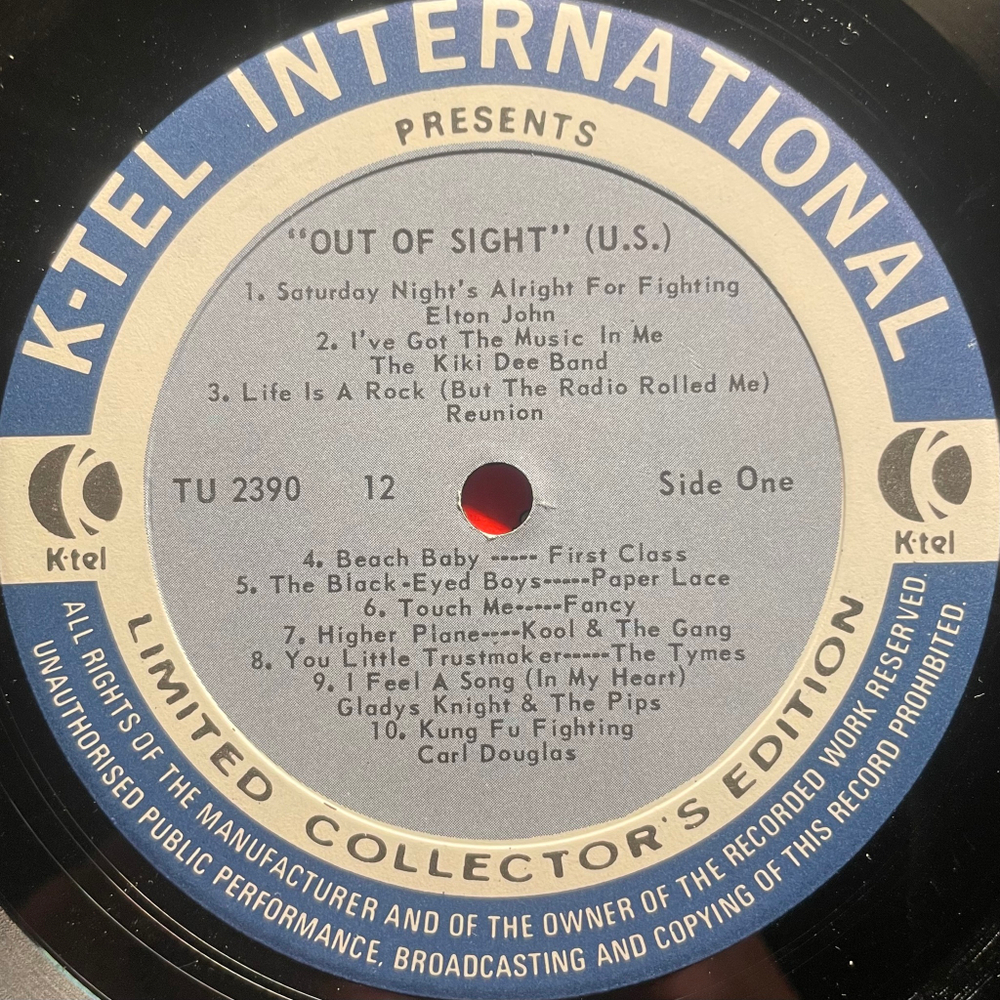 K·TEL INTERNATIONAL
PRESENTS
"OUT OF SIGHT" (U.S.)
1. Saturday Night's Alright For Fighting
Elton John
2. I've Got The Music In Me
The Kiki Dee Band
3. Life Is A Rock (But The Radio Rolled Me)
Reunion
TU 2390 12 Side One
K·tel
K·tel
4. Beach Baby ----- First Class
5. The Black-Eyed Boys-----Paper Lace
6. Touch Me-----Fancy
7. Higher Plane----Kool & The Gang
8. You Little Trustmaker-----The Tymes
9. I Feel A Song (In My Heart)
Gladys Knight & The Pips
10. Kung Fu Fighting
Carl Douglas
LIMITED COLLECTOR'S EDITION
ALL RIGHTS OF THE MANUFACTURER AND OF THE OWNER OF THE RECORDED WORK RESERVED.
UNAUTHORISED PUBLIC PERFORMANCE, BROADCASTING AND COPYING OF THIS RECORD PROHIBITED.